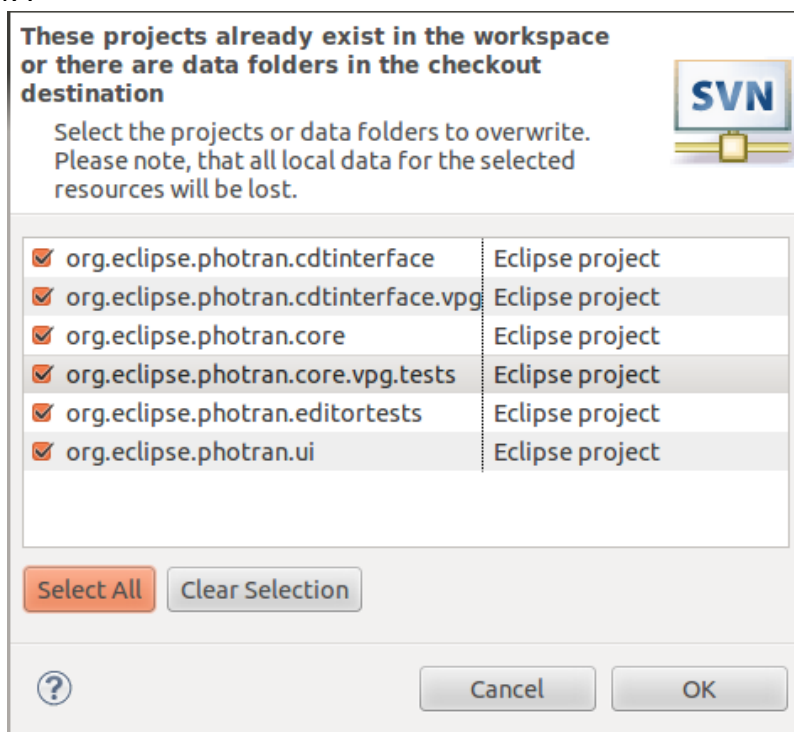 These projects already exist in the workspace
or there are data folders in the checkout
destination
Select the projects or data folders to overwrite.
Please note, that all local data for the selected
resources will be lost.
SVN
org.eclipse.photran.cdtinterface Eclipse project
org.eclipse.photran.cdtinterface.vpg Eclipse project
org.eclipse.photran.core Eclipse project
org.eclipse.photran.core.vpg.tests Eclipse project
org.eclipse.photran.editortests Eclipse project
org.eclipse.photran.ui Eclipse project
Select All Clear Selection
? Cancel OK